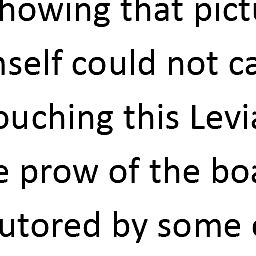 howing that pictu
nself could not ca
ouching this Levia
e prow of the boa
utored by some